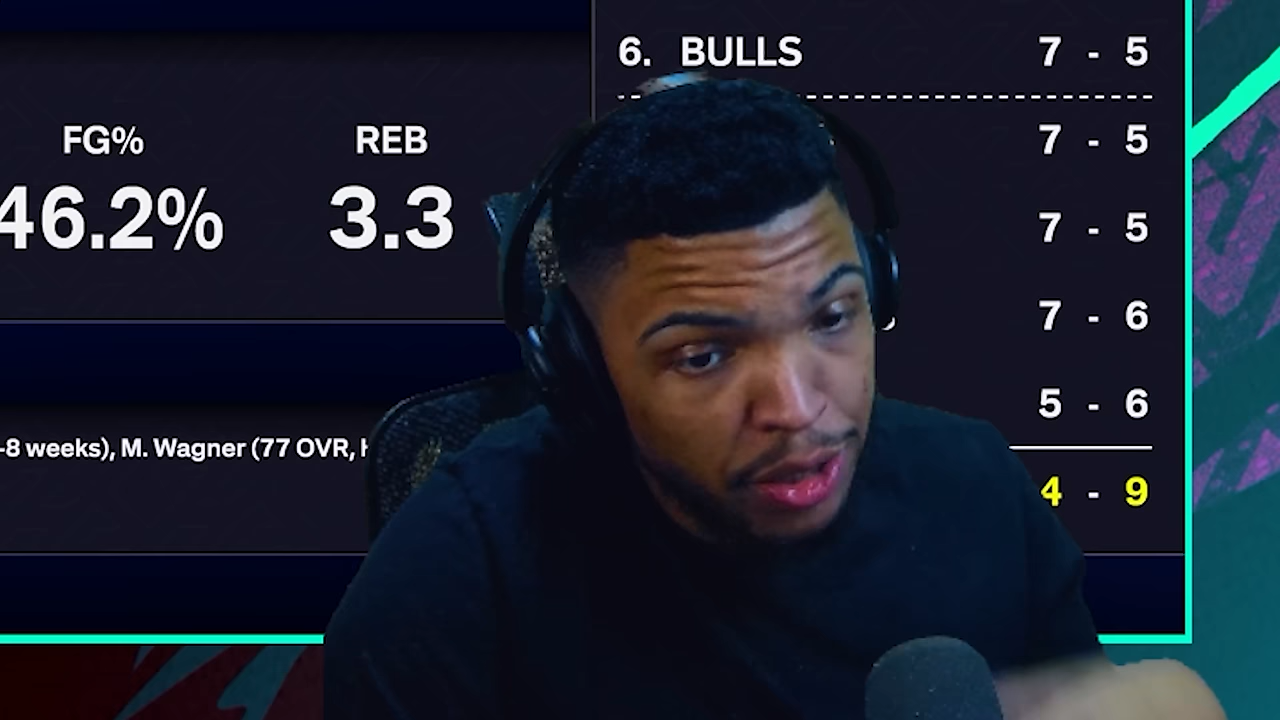 6. BULLS 7 - 5
7 - 5
7 - 5
7 - 6
5 - 6
4 - 9
FG% REB
46.2% 3.3
-8 weeks), M. Wagner (77 OVR,